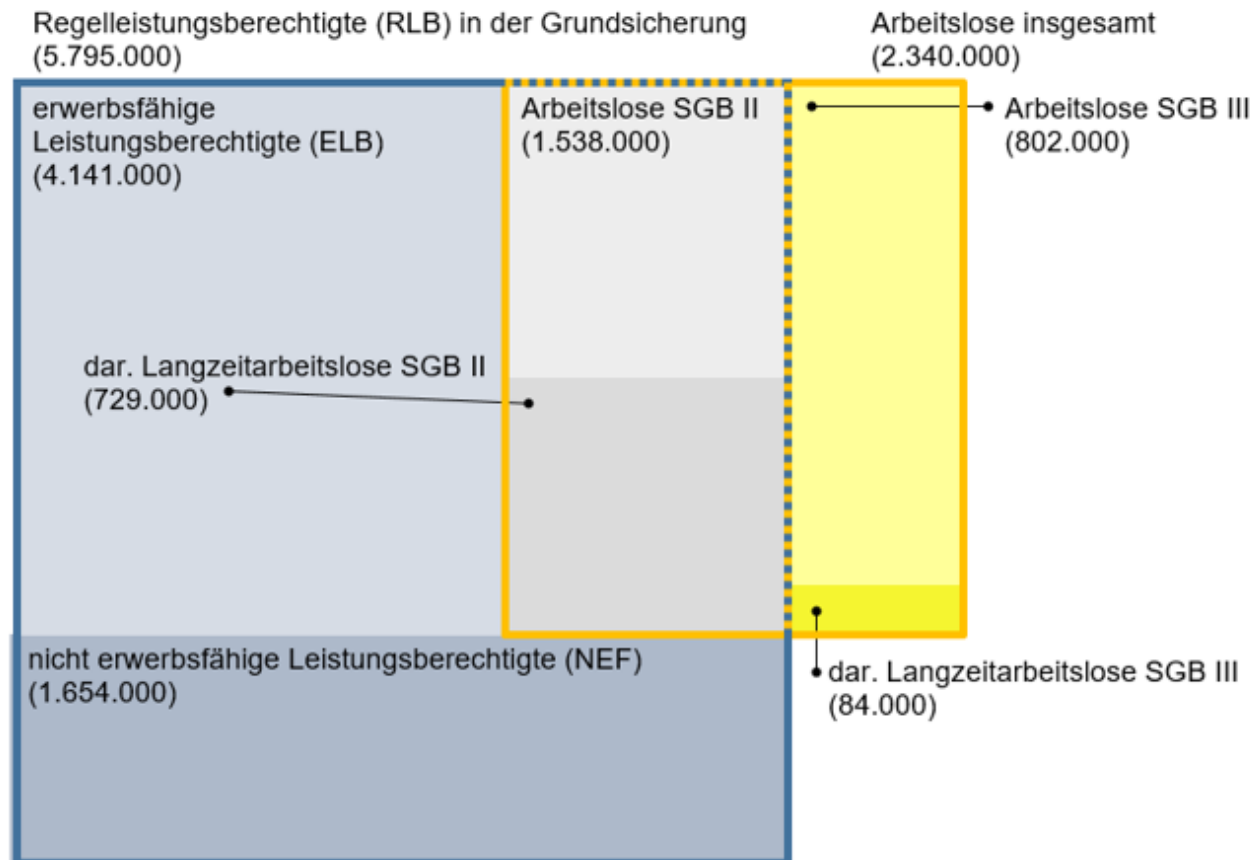 Regelleistungsberechtigte (RLB) in der Grundsicherung
(5.795.000)
Arbeitslose insgesamt
(2.340.000)
erwerbsfähige
Leistungsberechtigte (ELB)
(4.141.000)
Arbeitslose SGB II
(1.538.000)
Arbeitslose SGB III
(802.000)
dar. Langzeitarbeitslose SGB II
(729.000)
nicht erwerbsfähige Leistungsberechtigte (NEF)
(1.654.000)
dar. Langzeitarbeitslose SGB III
(84.000)